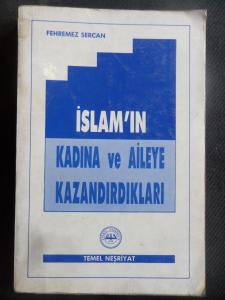 FEHREMEZ SERCAN
İSLAM'IN
KADINA ve AİLEYE
KAZANDIRDIKLARI
TEMEL NEŞRİYAT